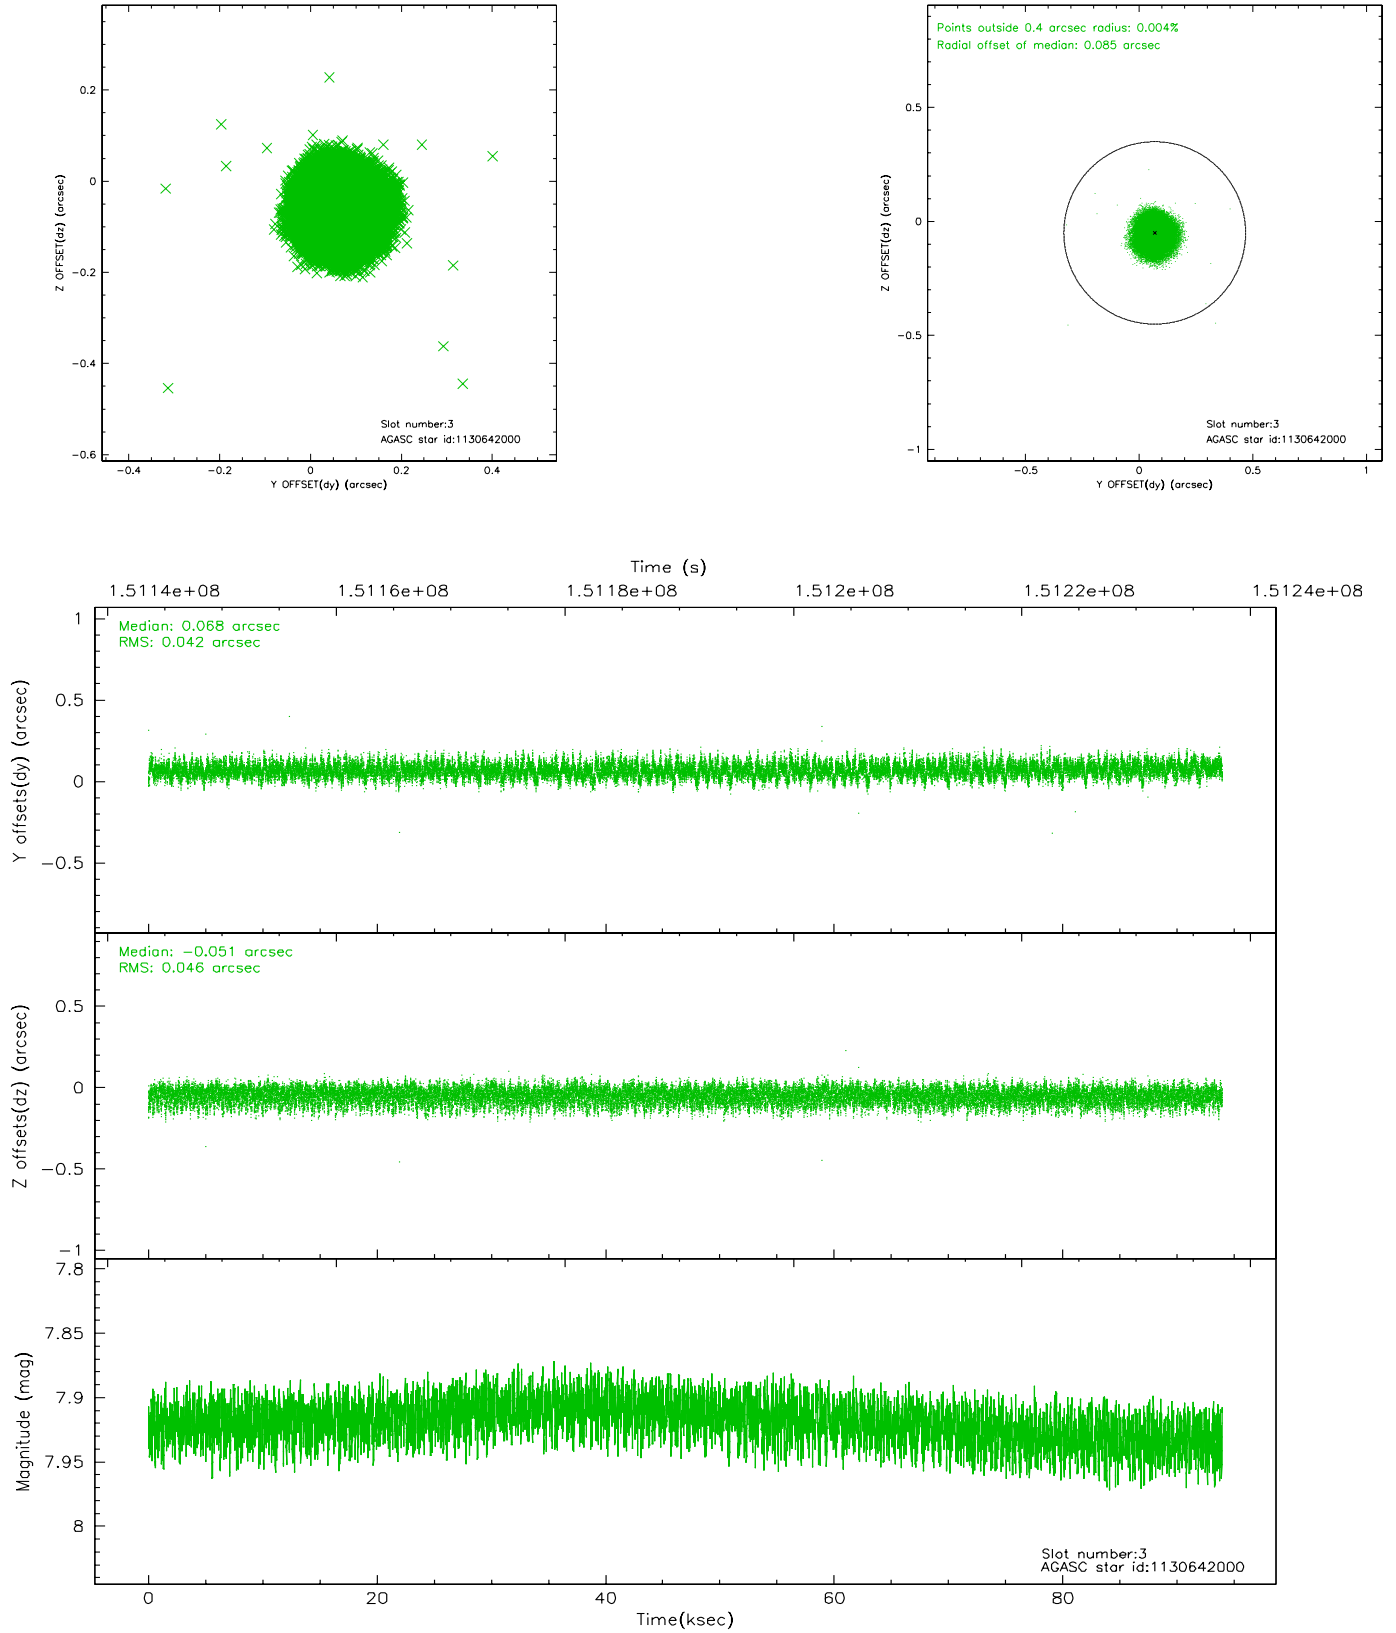 0.2
0
−0.2
−0.4
−0.6
Z OFFSET(dz) (arcsec)
Slot number:3
AGASC star id:1130642000
−0.4
−0.2
0
0.2
0.4
Y OFFSET(dy) (arcsec)
Points outside 0.4 arcsec radius: 0.004%
Radial offset of median: 0.085 arcsec
0.5
0
−0.5
−1
Z OFFSET(dz) (arcsec)
Slot number:3
AGASC star id:1130642000
−0.5
0
0.5
1
Y OFFSET(dy) (arcsec)
Time (s)
1.5114e+08
1.5116e+08
1.5118e+08
1.512e+08
1.5122e+08
1.5124e+08
Median: 0.068 arcsec
RMS: 0.042 arcsec
1
0.5
0
−0.5
Y offsets(dy) (arcsec)
Median: −0.051 arcsec
RMS: 0.046 arcsec
0.5
0
−0.5
−1
Z offsets(dz) (arcsec)
7.8
7.85
7.9
7.95
8
Magnitude (mag)
Slot number:3
AGASC star id:1130642000
0
20
40
60
80
Time(ksec)